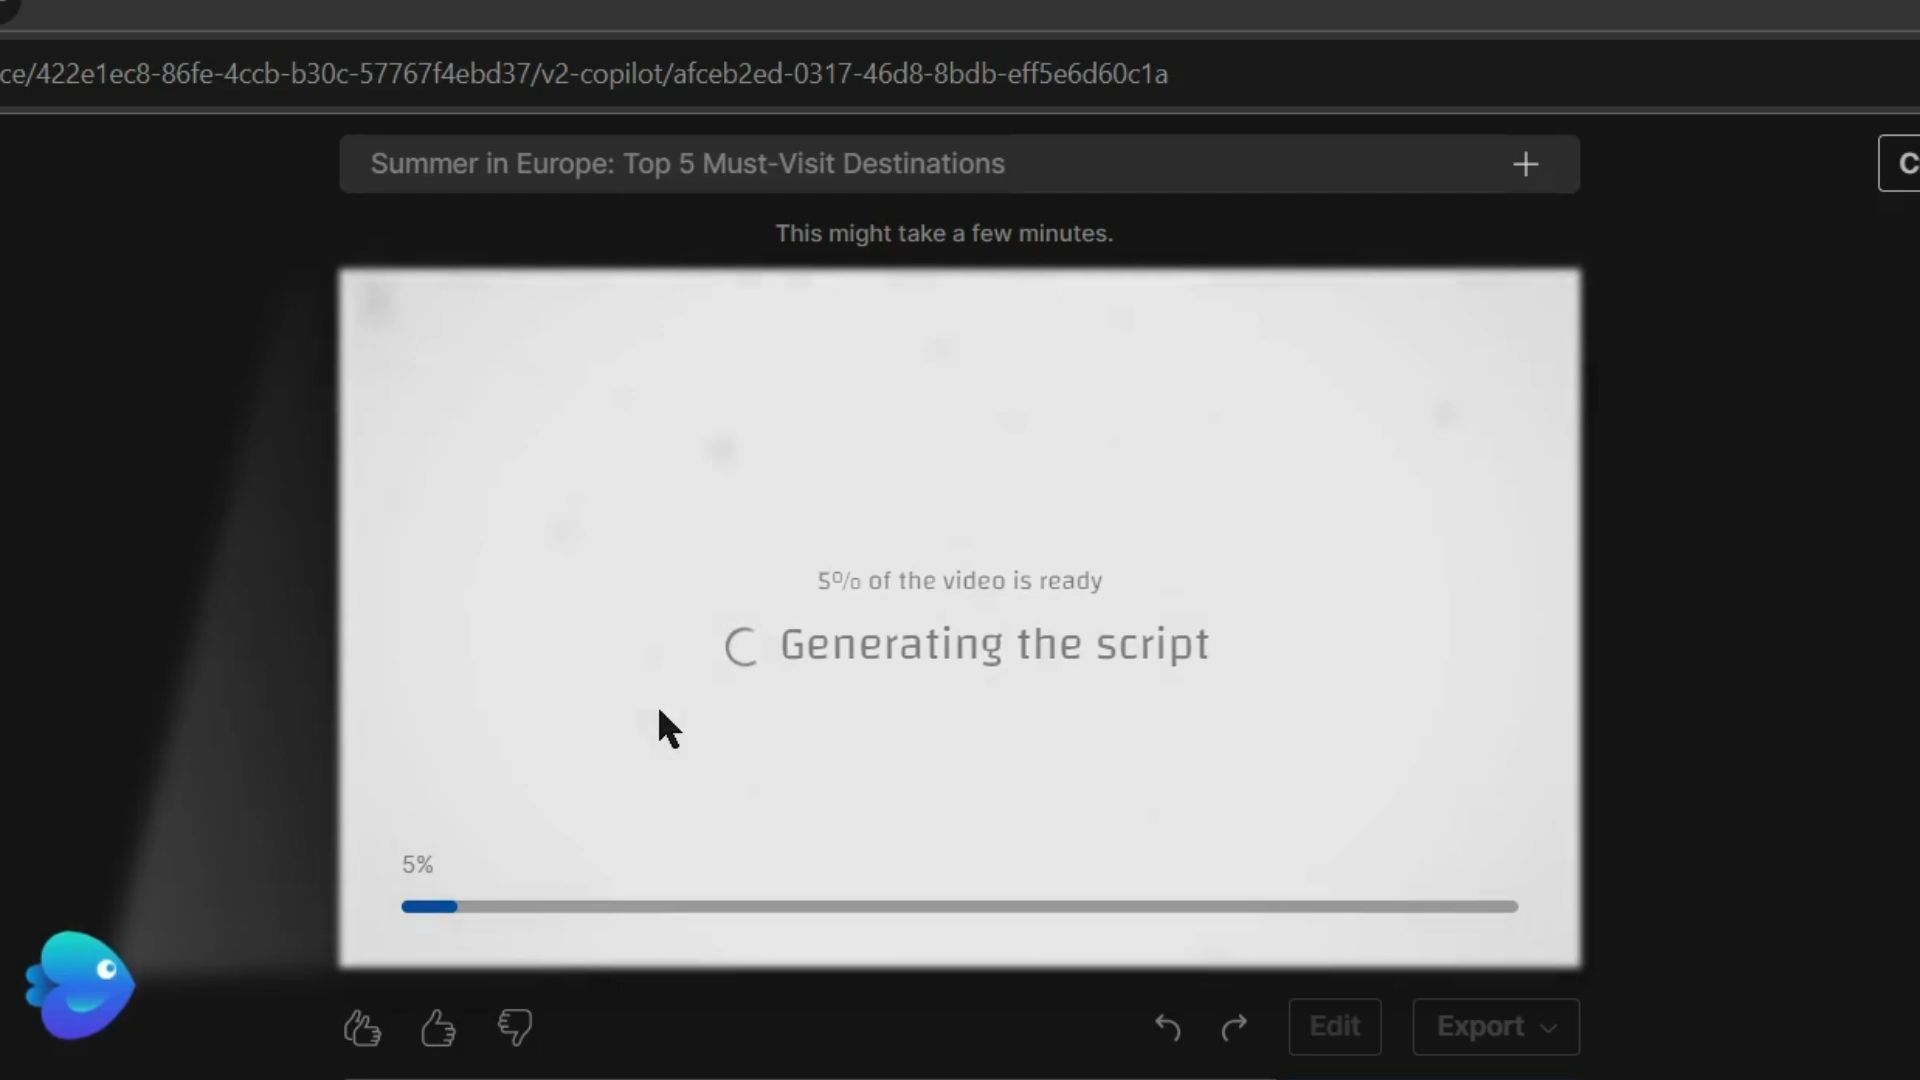 ce/422e1ec8-86fe-4ccb-b30c-57767f4ebd37/v2-copilot/afceb2ed-0317-46d8-8bdb-eff5e6d60c1a
Summer in Europe: Top 5 Must-Visit Destinations
C
This might take a few minutes.
5% of the video is ready
Generating the script
5%
Edit
Export